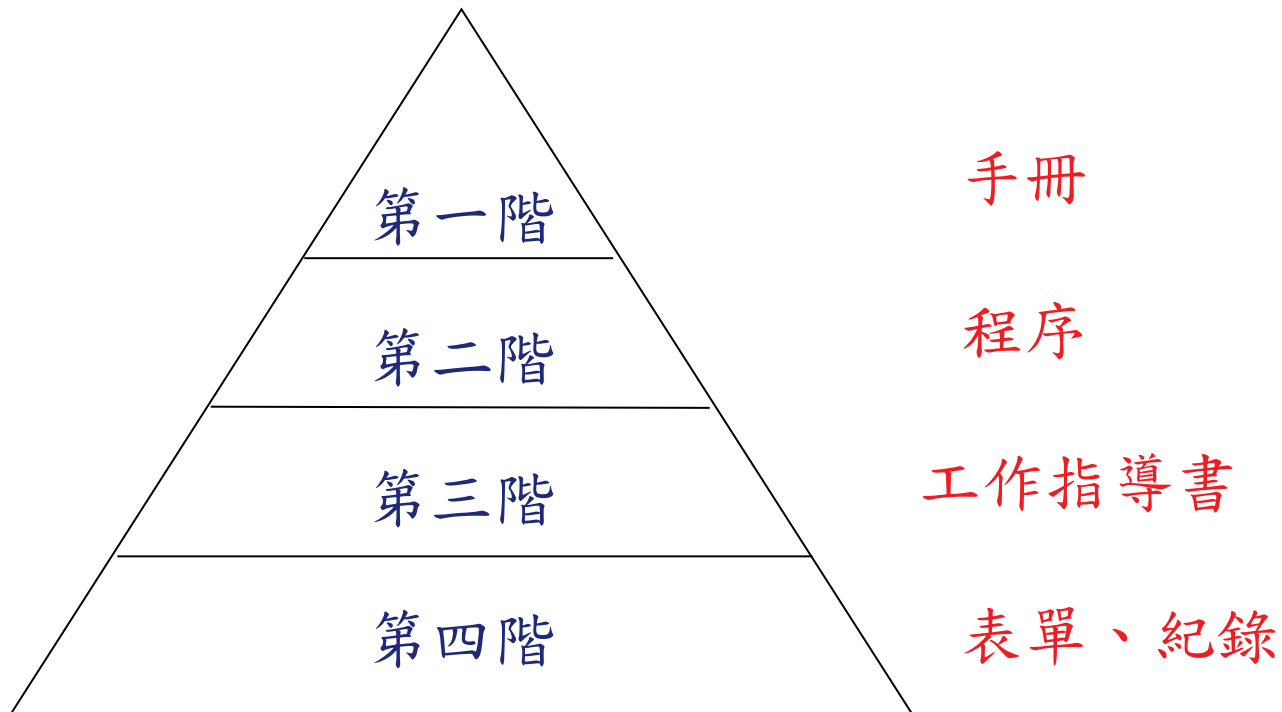 手冊
第一階
程序
第二階
工作指導書
第三階
表單、紀錄
第四階